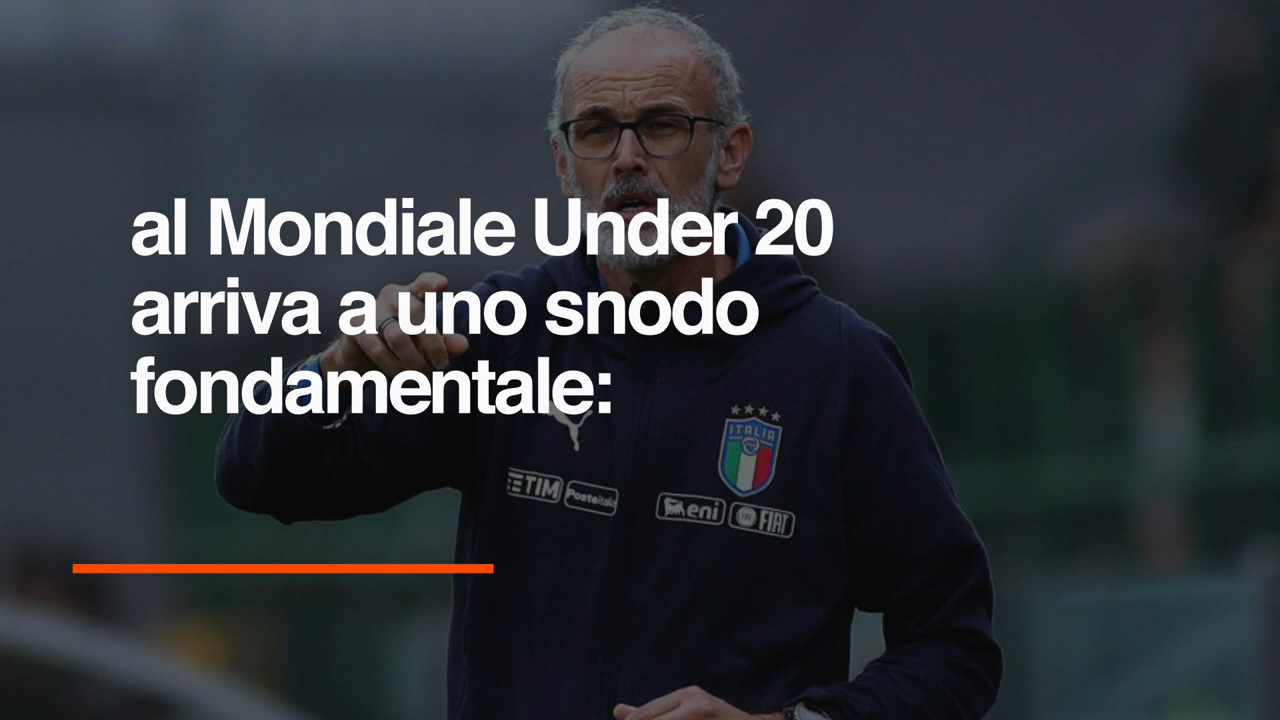 al Mondiale Under 20
arriva a uno snodo
fondamentale:
ITALIA
TIM
Posteitaliane
eni
FIAT